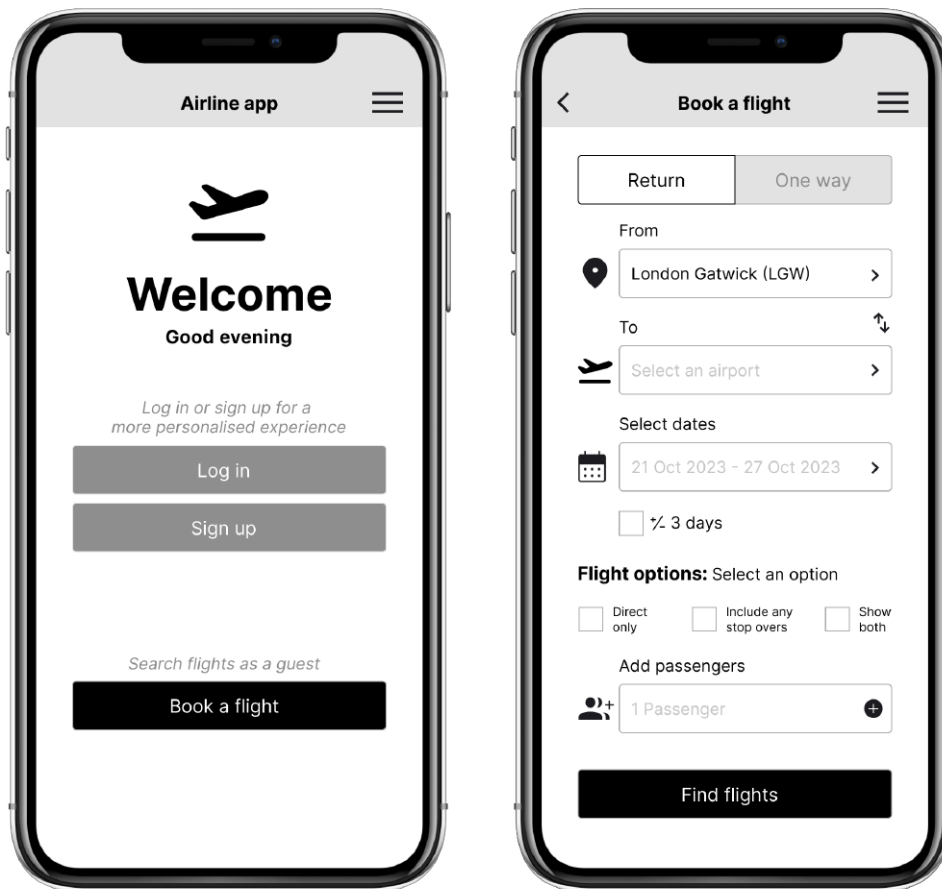 Airline app
Welcome
Good evening
Log in or sign up for a
more personalised experience
Log in
Sign up
Search flights as a guest
Book a flight
Book a flight
Return
One way
From
London Gatwick (LGW)
To
Select an airport
Select dates
21 Oct 2023 - 27 Oct 2023
+/- 3 days
Flight options: Select an option
Direct
only
Include any
stop overs
Show
both
Add passengers
1 Passenger
Find flights